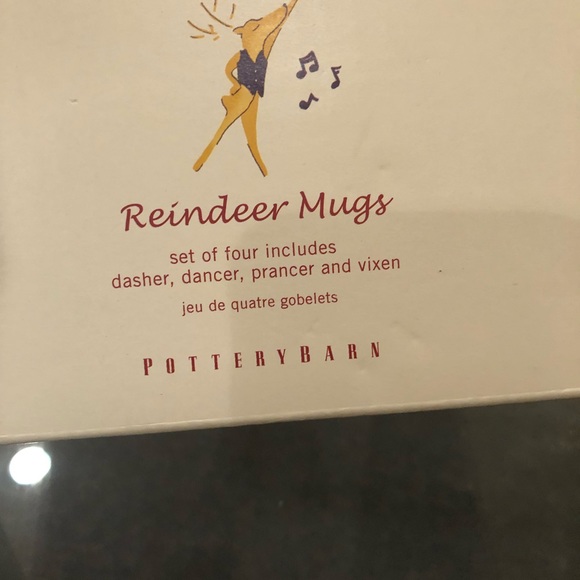 Reindeer Mugs
set of four includes
dasher, dancer, prancer and vixen
jeu de quatre gobelets
POTTERYBARN